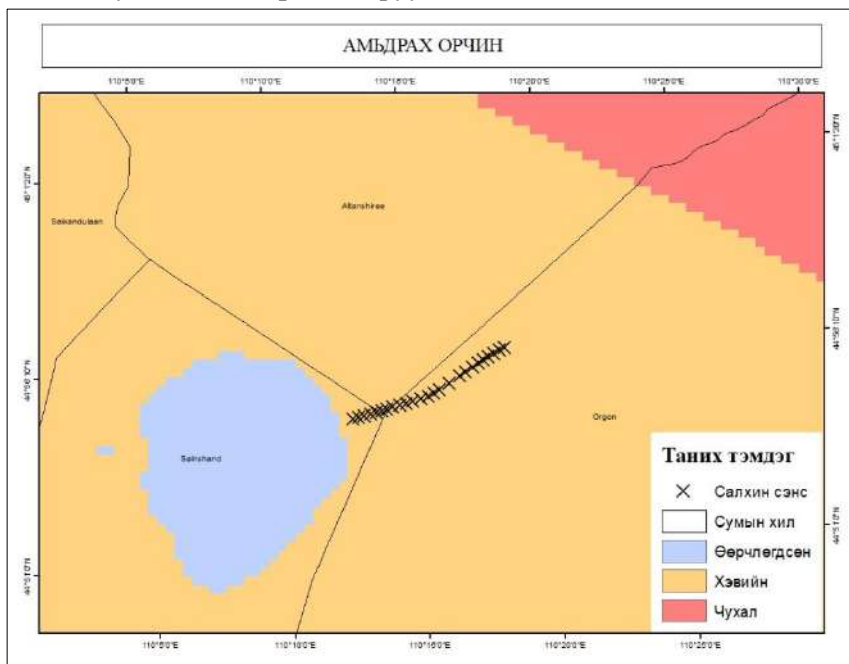 АМЬДРАХ ОРЧИН
110°5'0"E 110°10'0"E 110°15'0"E 110°20'0"E 110°25'0"E 110°30'0"E
Altanshiree
Saikandulaan
Orgon
Sainshand
Таних тэмдэг
Салхин сэнс
Сумын хил
Өөрчлөгдсөн
Хэвийн
Чухал
110°5'0"E 110°10'0"E 110°15'0"E 110°20'0"E 110°25'0"E